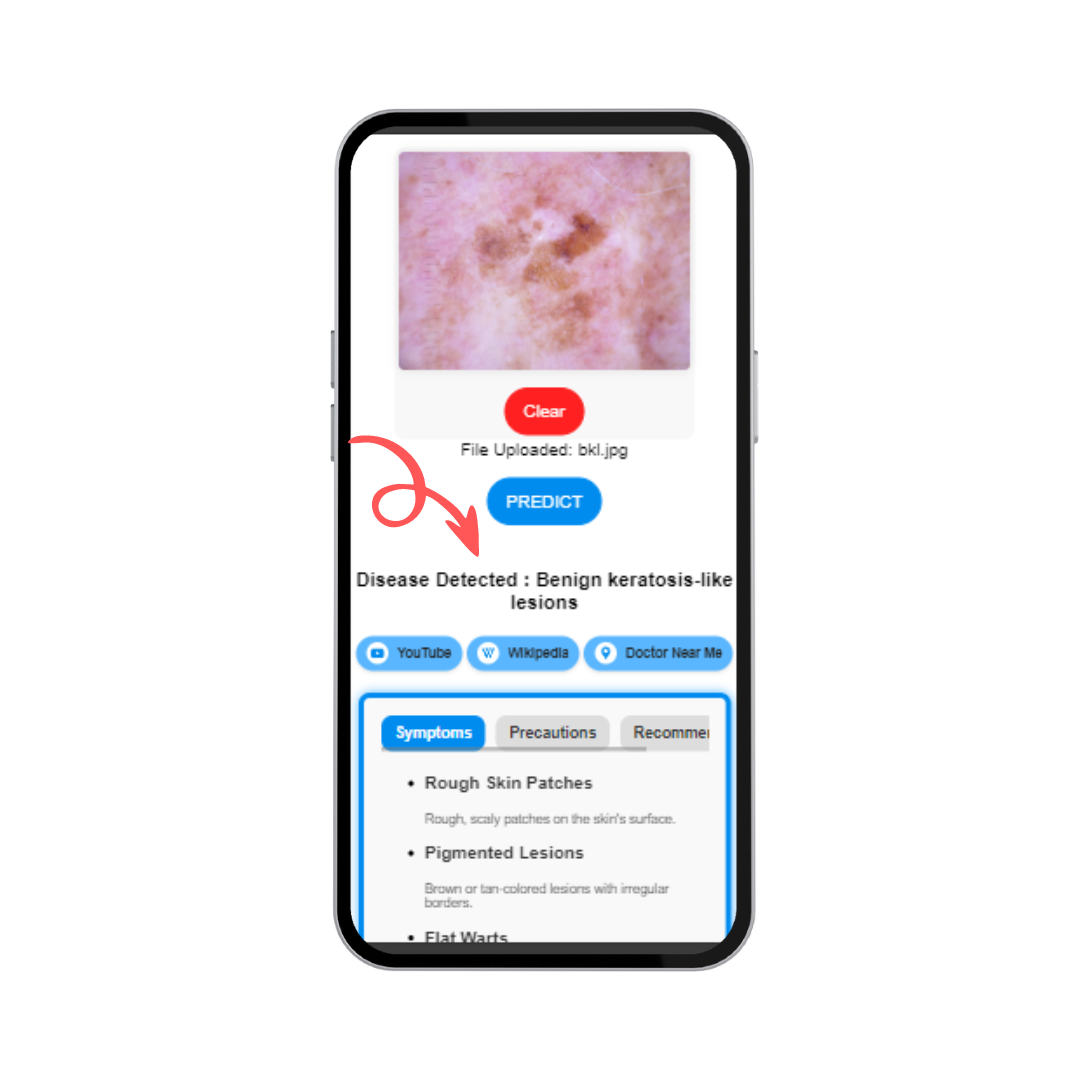 Clear
File Uploaded: bkl.jpg
PREDICT
Disease Detected : Benign keratosis-like
lesions
YouTube
W Wikipedia
Doctor Near Me
Symptoms
Precautions
Recommen
• Rough Skin Patches
Rough, scaly patches on the skin's surface.
• Pigmented Lesions
Brown or tan-colored lesions with irregular
borders.
• Flat Warts